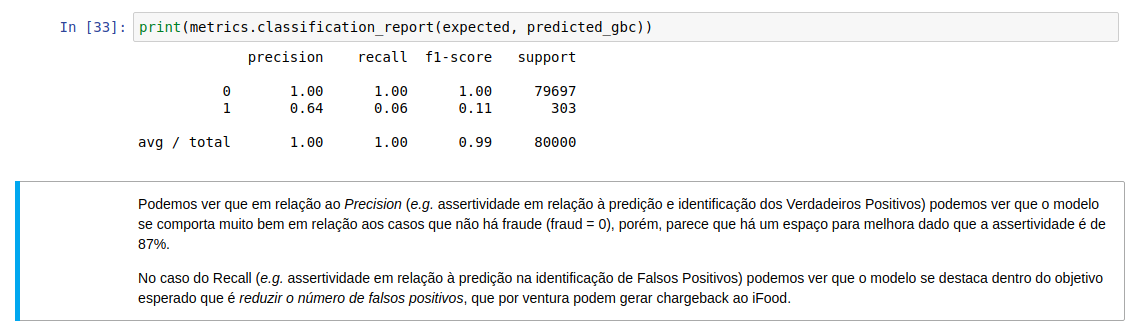 In [33]: print(metrics.classification_report(expected, predicted_gbc))
precision recall f1-score support
0 1.00 1.00 1.00 79697
1 0.64 0.06 0.11 303
avg / total 1.00 1.00 0.99 80000
Podemos ver que em relação ao Precision (e.g. assertividade em relação à predição e identificação dos Verdadeiros Positivos) podemos ver que o modelo
se comporta muito bem em relação aos casos que não há fraude (fraud = 0), porém, parece que há um espaço para melhora dado que a assertividade é de
87%.
No caso do Recall (e.g. assertividade em relação à predição na identificação de Falsos Positivos) podemos ver que o modelo se destaca dentro do objetivo
esperado que é reduzir o número de falsos positivos, que por ventura podem gerar chargeback ao iFood.